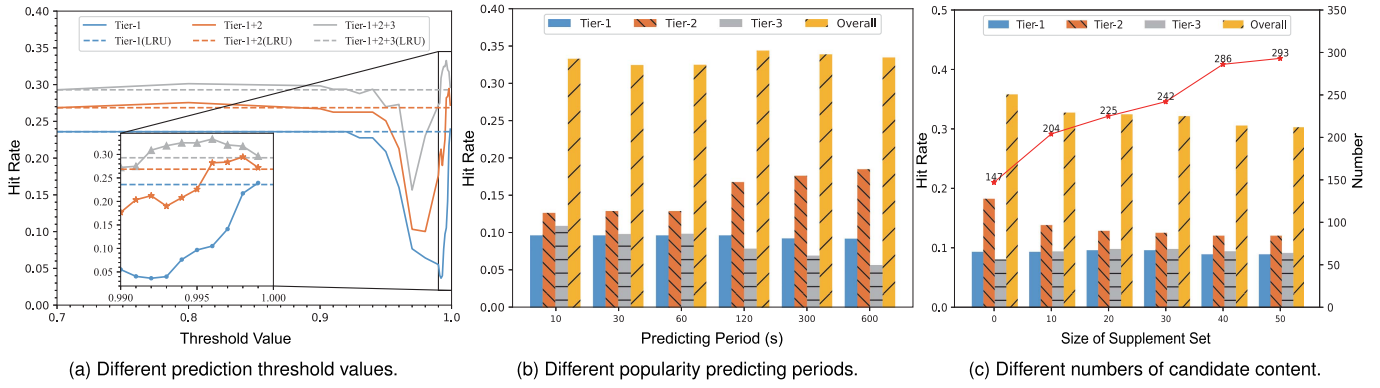 Tier-1
Tier-1+2
Tier-1+2+3
Tier-1(LRU)
Tier-1+2(LRU)
Tier-1+2+3(LRU)
Hit Rate
0.40
0.35
0.30
0.25
0.20
0.15
0.10
0.05
0.00
0.30
0.25
0.20
0.15
0.10
0.05
0.990
0.995
1.000
0.7
0.8
0.9
1.0
Threshold Value
(a) Different prediction threshold values.
Tier-1
Tier-2
Tier-3
Overall
Hit Rate
0.40
0.35
0.30
0.25
0.20
0.15
0.10
0.05
0.00
10
30
60
120
300
600
Predicting Period (s)
(b) Different popularity predicting periods.
Tier-1
Tier-2
Tier-3
Overall
Hit Rate
0.5
0.4
0.3
0.2
0.1
0.0
147
204
225
242
286
293
350
300
250
200
150
100
50
0
Number
0
10
20
30
40
50
Size of Supplement Set
(c) Different numbers of candidate content.